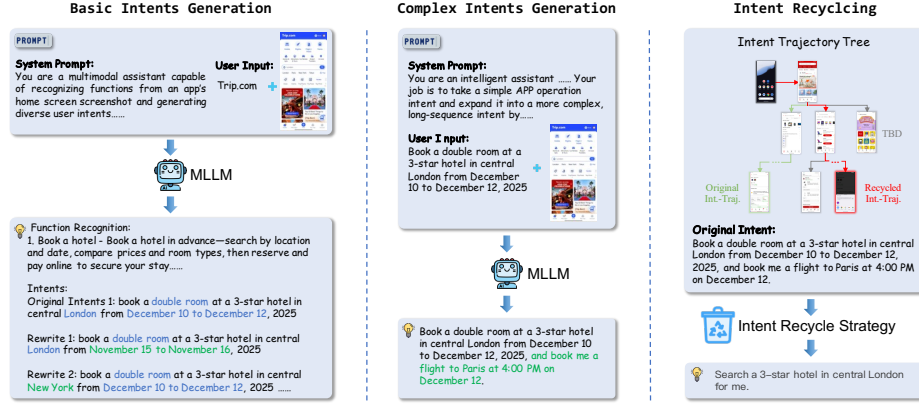 Basic Intents Generation
PROMPT
System Prompt:
You are a multimodal assistant capable
of recognizing functions from an app's
home screen screenshot and generating
diverse user intents......
User Input:
Trip.com
Trip.com
MLLM
Function Recognition:
1. Book a hotel - Book a hotel in advance—search by location
and date, compare prices and room types, then reserve and
pay online to secure your stay......
Intents:
Original Intents 1: book a double room at a 3-star hotel in
central London from December 10 to December 12, 2025
Rewrite 1: book a double room at a 3-star hotel in central
London from November 15 to November 16, 2025
Rewrite 2: book a double room at a 3-star hotel in central
New York from December 10 to December 12, 2025 ......
Complex Intents Generation
PROMPT
System Prompt:
You are an intelligent assistant ...... Your
job is to take a simple APP operation
intent and expand it into a more complex,
long-sequence intent by......
User Input:
Book a double room at a
3-star hotel in central
London from December
10 to December 12, 2025
MLLM
Book a double room at a 3-star hotel
in central London from December 10
to December 12, 2025, and book me a
flight to Paris at 4:00 PM on
December 12.
Intent Recyclcing
Intent Trajectory Tree
TBD
Original
Int.-Traj.
Recycled
Int.-Traj.
Original Intent:
Book a double room at a 3-star hotel in central
London from December 10 to December 12,
2025, and book me a flight to Paris at 4:00 PM
on December 12.
Intent Recycle Strategy
Search a 3-star hotel in central London
for me.